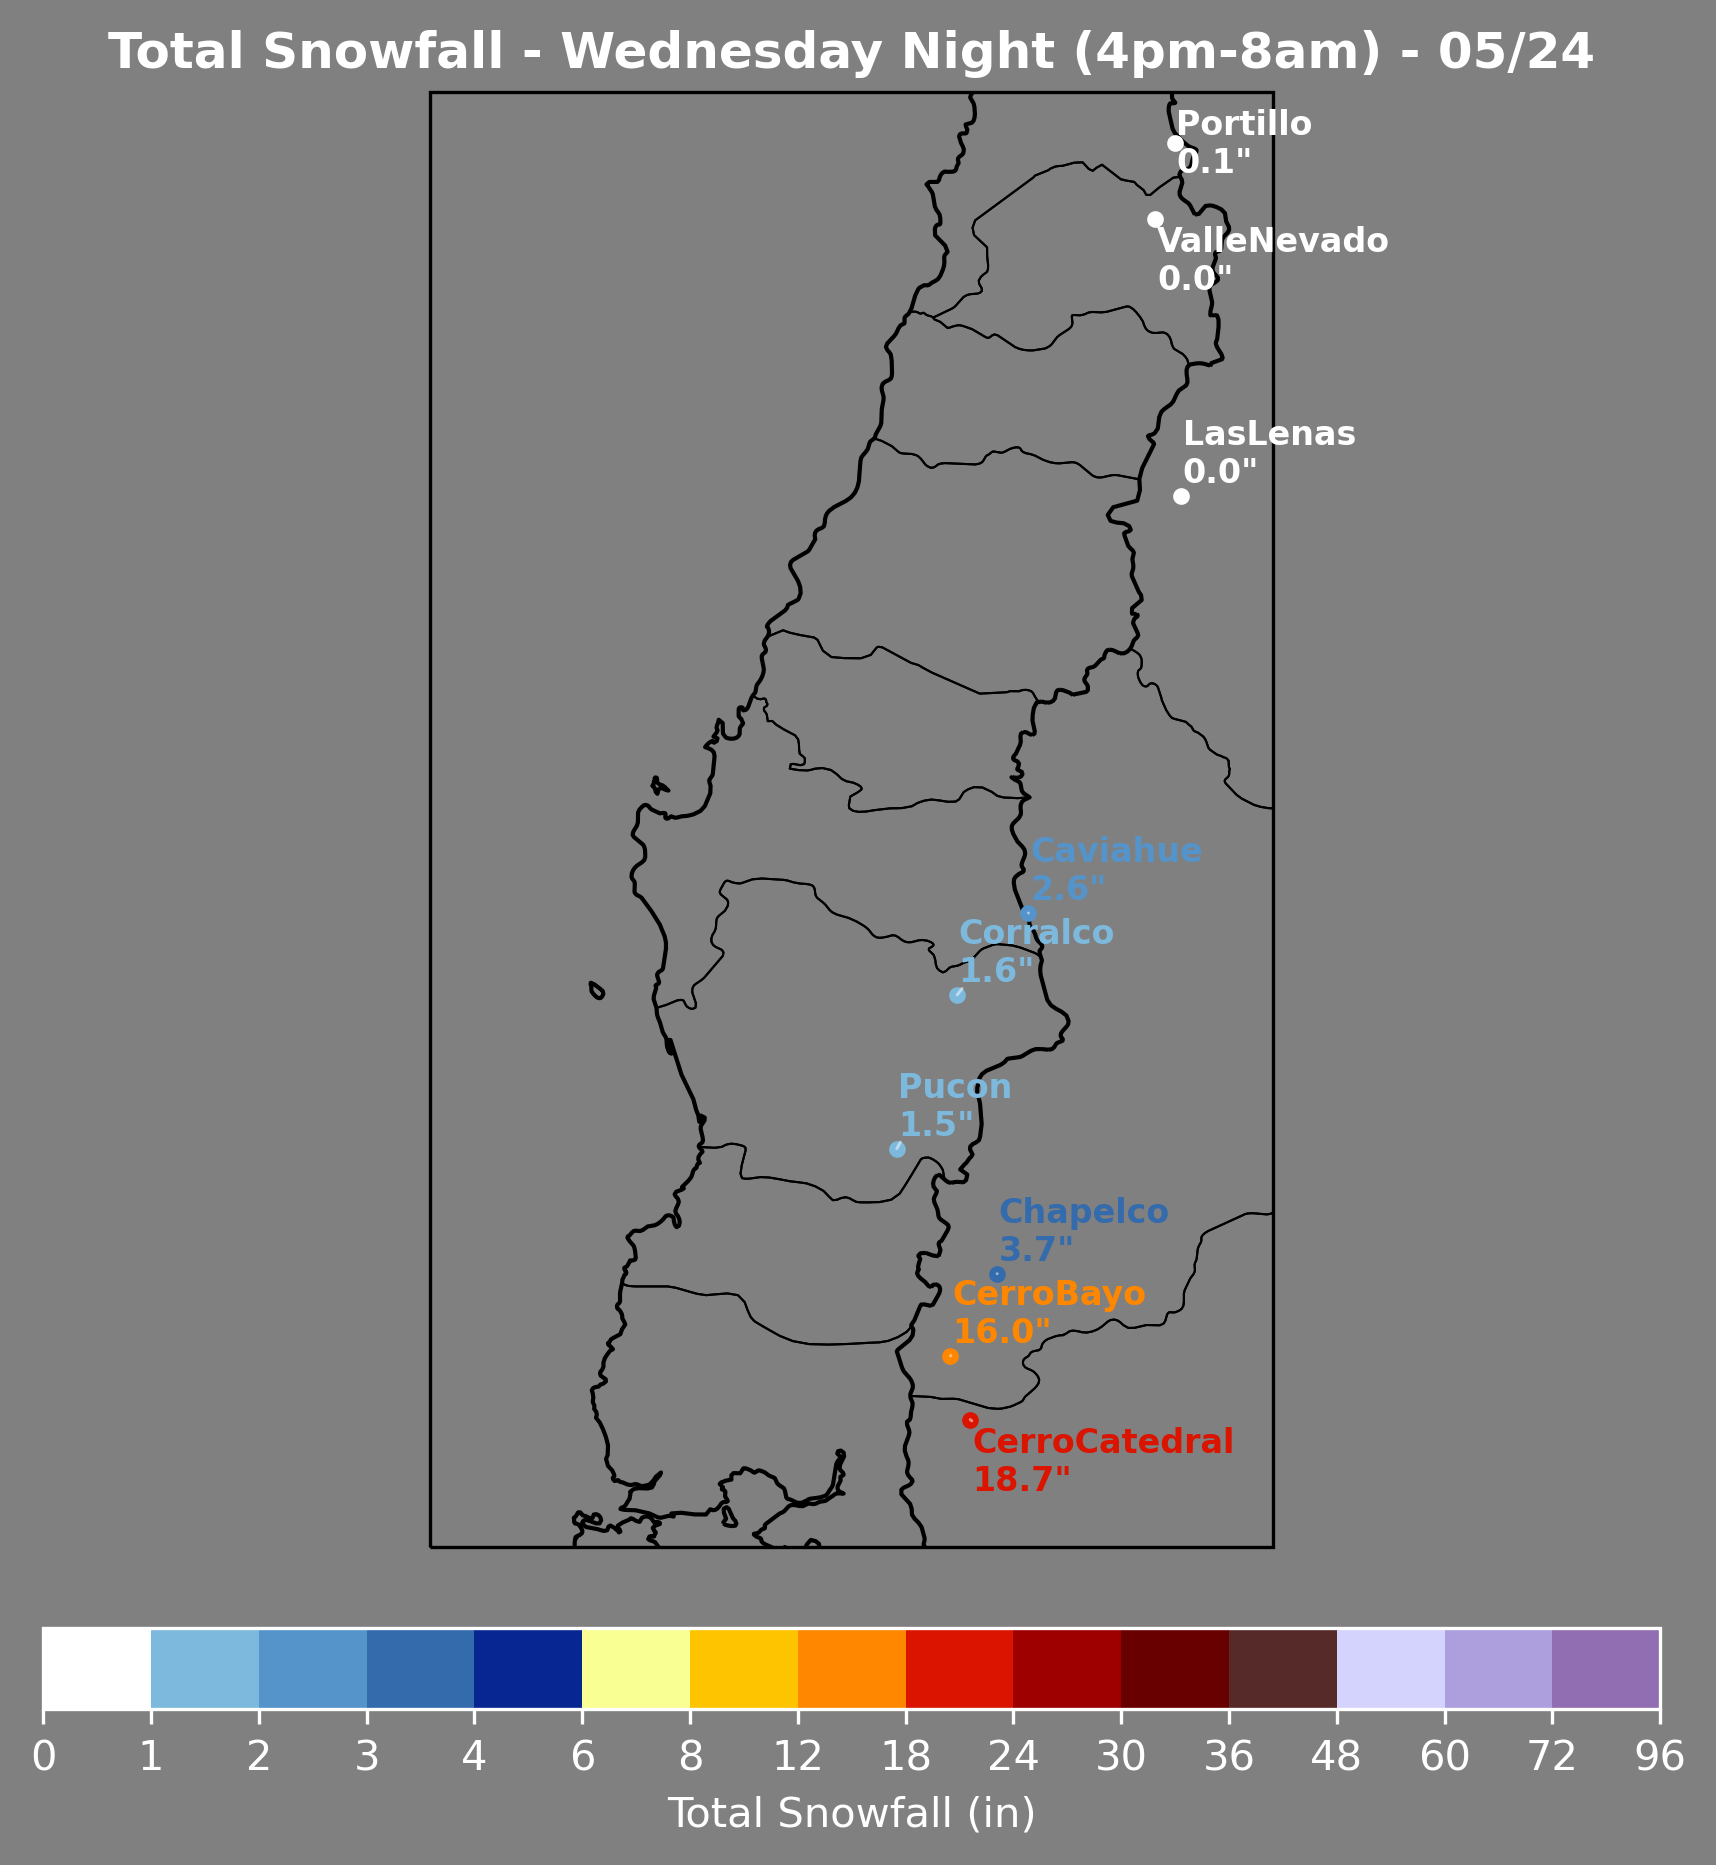 Total Snowfall - Wednesday Night (4pm-8am) - 05/24
Portillo
0.1"
ValleNevado
0.0"
LasLenas
0.0"
Caviahue
2.6"
Corralco
1.6"
Pucon
1.5"
Chapelco
3.7"
CerroBayo
16.0"
CerroCatedral
18.7"
0 1 2 3 4 6 8 12 18 24 30 36 48 60 72 96
Total Snowfall (in)